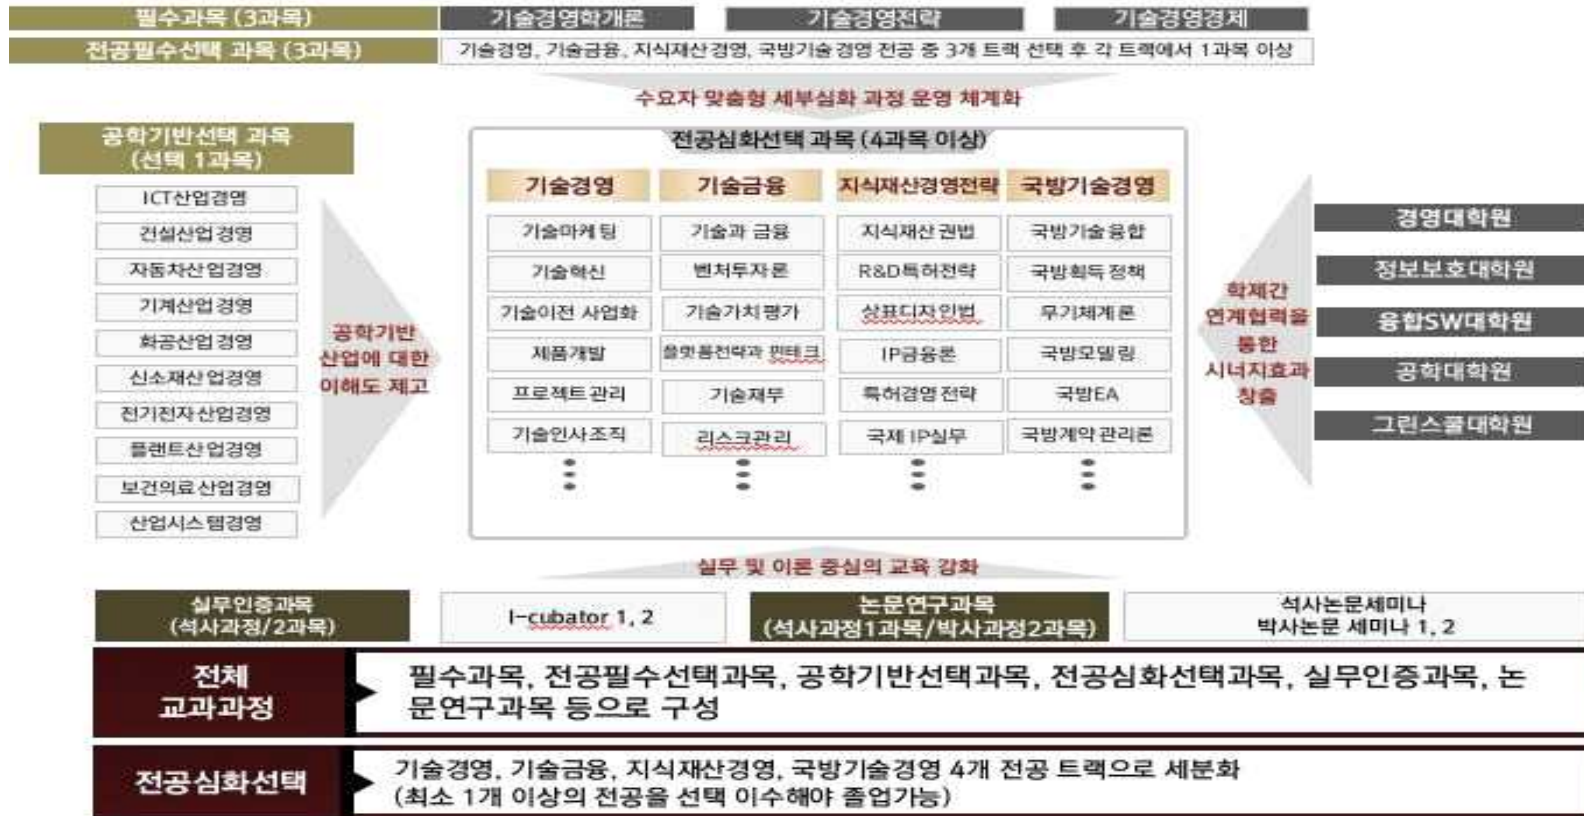 필수과목 (3과목)
기술경영학개론
기술경영전략
기술경영경제
전공필수선택 과목 (3과목)
기술경영, 기술금융, 지식재산경영, 국방기술경영 전공 중 3개 트랙 선택 후 각 트랙에서 1과목 이상
수요자 맞춤형 세부심화 과정 운영 체계화
공학기반선택 과목
(선택 1과목)
ICT산업경영
건설산업경영
자동차산업경영
기계산업경영
화공산업경영
신소재산업경영
전기전자산업경영
플랜트산업경영
보건의료산업경영
산업시스템경영
공학기반
산업에 대한
이해도 제고
전공심화선택 과목 (4과목 이상)
기술경영
기술마케팅
기술혁신
기술이전 사업화
제품개발
프로젝트관리
기술인사조직
기술금융
기술과 금융
벤처투자론
기술가치평가
플랫폼전략과 핀테크
기술재무
리스크관리
지식재산경영전략
지식재산권법
R&D특허전략
상표디자인법
IP금융론
특허경영전략
국제 IP실무
국방기술경영
국방기술융합
국방획득정책
무기체계론
국방모델링
국방EA
국방계약관리론
학제간
연계협력을
통한
시너지효과
창출
경영대학원
정보보호대학원
융합SW대학원
공학대학원
그린스쿨대학원
실무 및 이론 중심의 교육 강화
실무인증과목
(석사과정/2과목)
I-cubator 1, 2
논문연구과목
(석사과정1과목/박사과정2과목)
석사논문세미나
박사논문 세미나 1, 2
전체
교과과정
필수과목, 전공필수선택과목, 공학기반선택과목, 전공심화선택과목, 실무인증과목, 논
문연구과목 등으로 구성
전공심화선택
기술경영, 기술금융, 지식재산경영, 국방기술경영 4개 전공 트랙으로 세분화
(최소 1개 이상의 전공을 선택 이수해야 졸업가능)